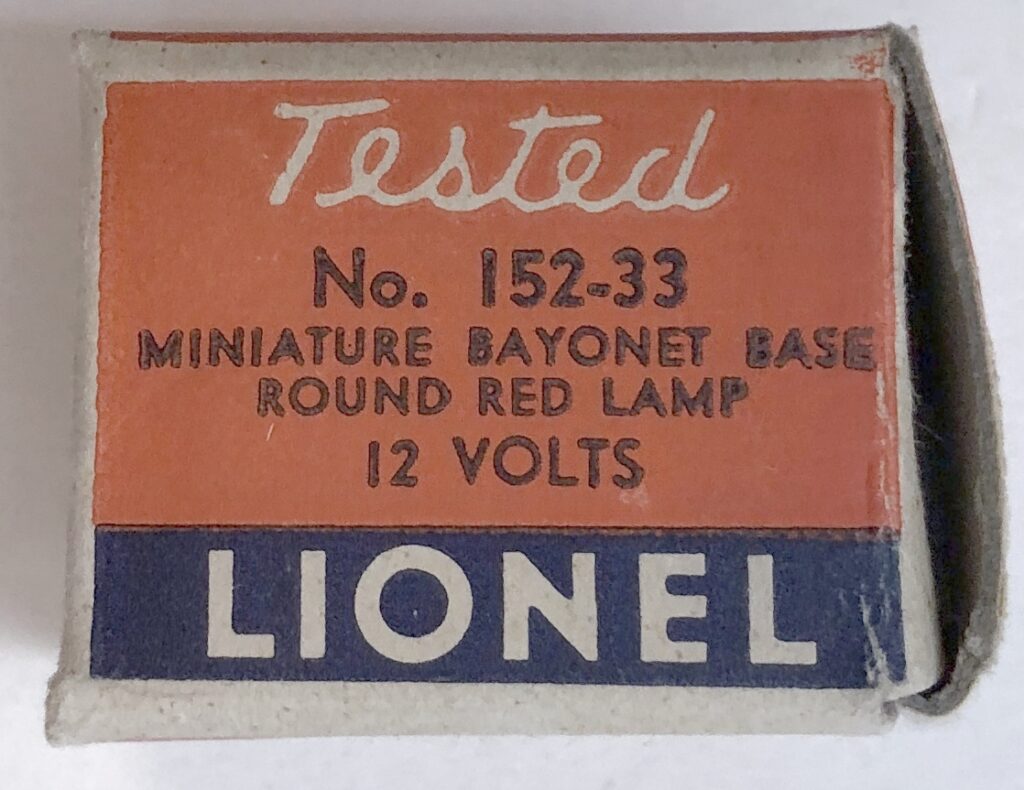 Tested
No. 152-33
MINIATURE BAYONET BASE
ROUND RED LAMP
12 VOLTS
LIONEL